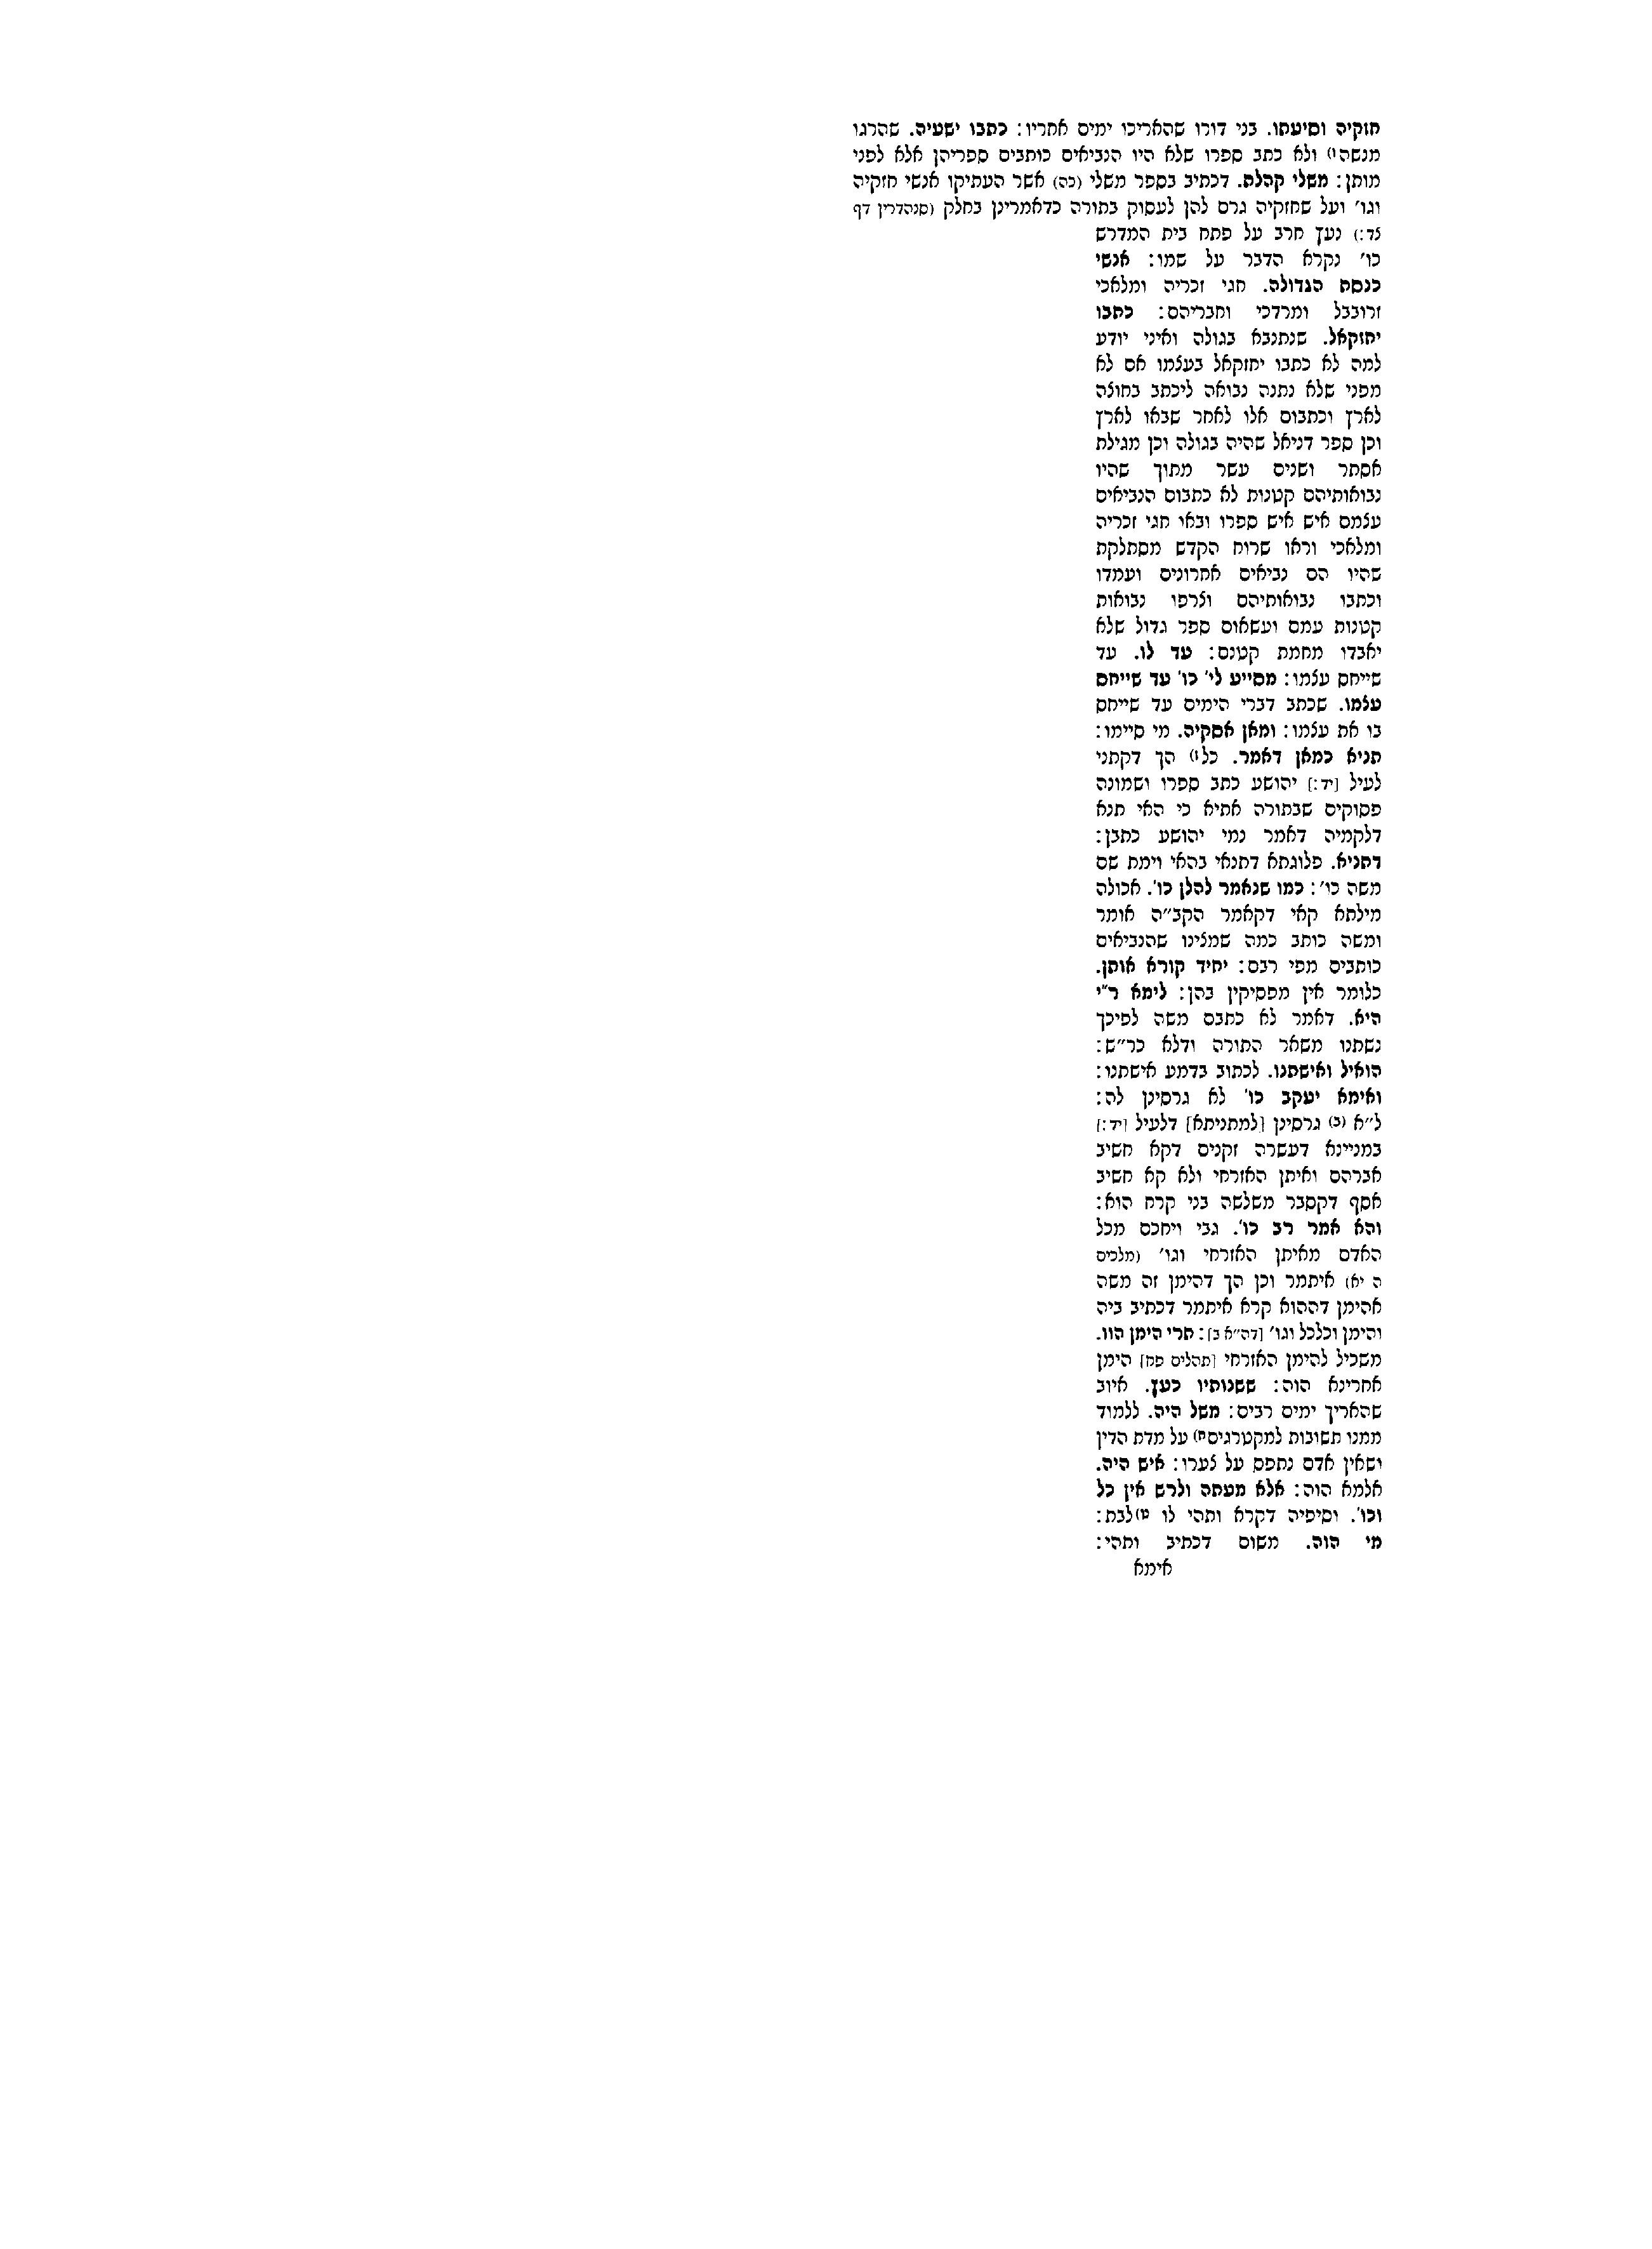 חזקיה וסיעתו. בני דורו שהאריכו ימים אחריו: כתבו ישעיה. שהרגו
מנשה ו) ולא כתב ספרו שלא היו הנביאים כותבים ספריהן אלא לפני
מותן: משלי קהלת. דכתיב בספר משלי (כה) אשר העתיקו אנשי חזקיה
וגו׳ ועל שחזקיה גרם להן לעסוק בתורה כדאמרינן בחלק (סנהדרין דף
צד:) נעץ חרב על פתח בית המדרש
כו׳ נקרא הדבר על שמו: אנשי
כנסת הגדולה. חגי זכריה ומלאכי
זרובבל ומרדכי וחבריהם: כתבו
יחזקאל. שנתנבא בגולה ואיני יודע
למה לא כתבו יחזקאל בעצמו אם לא
מפני שלא נתנה נבואה ליכתב בחוצה
לארץ וכתבום אלו לאחר שבאו לארץ
וכן ספר דניאל שהיה בגולה וכן מגילת
אסתר ושנים עשר מתוך שהיו
נבואותיהם קטנות לא כתבום הנביאים
עצמם איש איש ספרו ובאו חגי זכריה
ומלאכי וראו שרוח הקדש מסתלקת
שהיו הם נביאים אחרונים ועמדו
וכתבו נבואותיהם וצרפו נבואות
קטנות עמם ועשאום ספר גדול שלא
יאבדו מחמת קטנם: עד לו. עד
שייחס עצמו: מסייע לי׳ כו׳ עד שייחס
עצמו. שכתב דברי הימים עד שייחס
בו את עצמו: ומאן אסקיה. מי סיימו:
תניא כמאן דאמר. כל ז) הך דקתני
לעיל [יד:] יהושע כתב ספרו ושמונה
פסוקים שבתורה אתיא כי האי תנא
דלקמיה דאמר נמי יהושע כתבן:
דתניא. פלוגתא דתנאי בהאי וימת שם
משה כו׳: כמו שנאמר להלן כו׳. אכולה
מילתא קאי דקאמר הקב״ה אומר
ומשה כותב כמה שמצינו שהנביאים
כותבים מפי רבם: יחיד קורא אותן.
כלומר אין מפסיקין בהן: לימא ר״י
היא. דאמר לא כתבם משה לפיכך
נשתנו משאר התורה ודלא כר״ש:
הואיל ואישתנו. לכתוב בדמע אישתנו:
ואימא יעקב כו׳ לא גרסינן לה:
ל״א (ב) גרסינן [למתניתא] דלעיל [יד:]
במניינא דעשרה זקנים דקא חשיב
אברהם ואיתן האזרחי ולא קא חשיב
אסף דקסבר משלשה בני קרח הוא:
והא אמר רב כו׳. גבי ויחכם מכל
האדם מאיתן האזרחי וגו׳ (מלכים
ה יא) איתמר וכן הך דהימן זה משה
אהימן דההוא קרא איתמר דכתיב ביה
והימן וכלכל וגו׳ [דה״א ב]: תרי הימן הוו.
משכיל להימן האזרחי [תהלים פח] הימן
אחרינא הוה: ששנותיו כעץ. איוב
שהאריך ימים רבים: משל היה. ללמוד
ממנו תשובות למקטרגים ח) על מדת הדין
ושאין אדם נתפס על צערו: איש היה.
אלמא הוה: אלא מעתה ולרש אין כל
וכו׳. וסיפיה דקרא ותהי לו ט)לבת:
מי הוה. משום דכתיב ותהי:
אימא